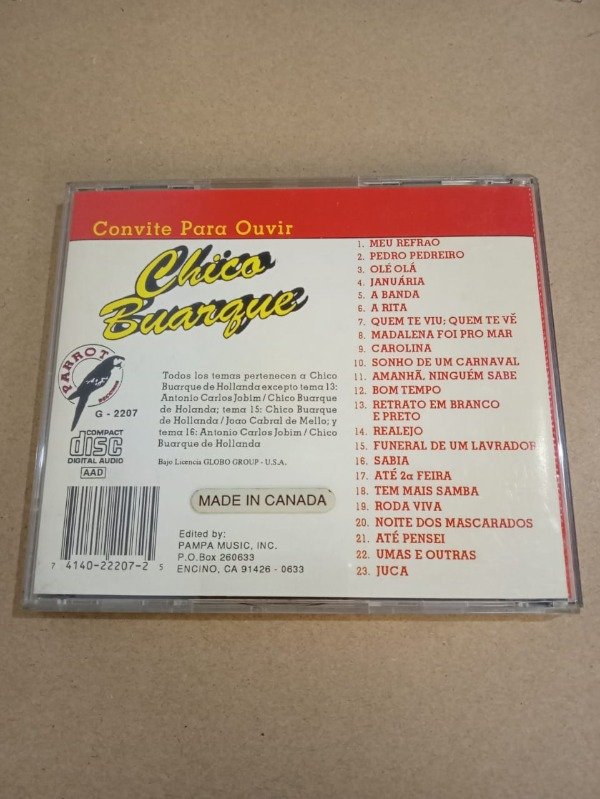 Convite Para Ouvir
Chico
Buarque
PARROT
RECORDS
G - 2207
COMPACT
disc
DIGITAL AUDIO
AAD
Todos los temas pertenecen a Chico
Buarque de Hollanda excepto tema 13:
Antonio Carlos Jobim / Chico Buarque
de Holanda; tema 15: Chico Buarque
de Hollanda / Joao Cabral de Mello; y
tema 16: Antonio Carlos Jobim / Chico
Buarque de Hollanda
Bajo Licencia GLOBO GROUP - U.S.A.
MADE IN CANADA
Edited by:
PAMPA MUSIC, INC.
P.O.Box 260633
ENCINO, CA 91426 - 0633
7 4140-22207-2 5
1. MEU REFRAO
2. PEDRO PEDREIRO
3. OLÉ OLÁ
4. JANUÁRIA
5. A BANDA
6. A RITA
7. QUEM TE VIU; QUEM TE VÊ
8. MADALENA FOI PRO MAR
9. CAROLINA
10. SONHO DE UM CARNAVAL
11. AMANHÃ, NINGUÉM SABE
12. BOM TEMPO
13. RETRATO EM BRANCO
E PRETO
14. REALEJO
15. FUNERAL DE UM LAVRADOR
16. SABIA
17. ATÉ 2a FEIRA
18. TEM MAIS SAMBA
19. RODA VIVA
20. NOITE DOS MASCARADOS
21. ATÉ PENSEI
22. UMAS E OUTRAS
23. JUCA